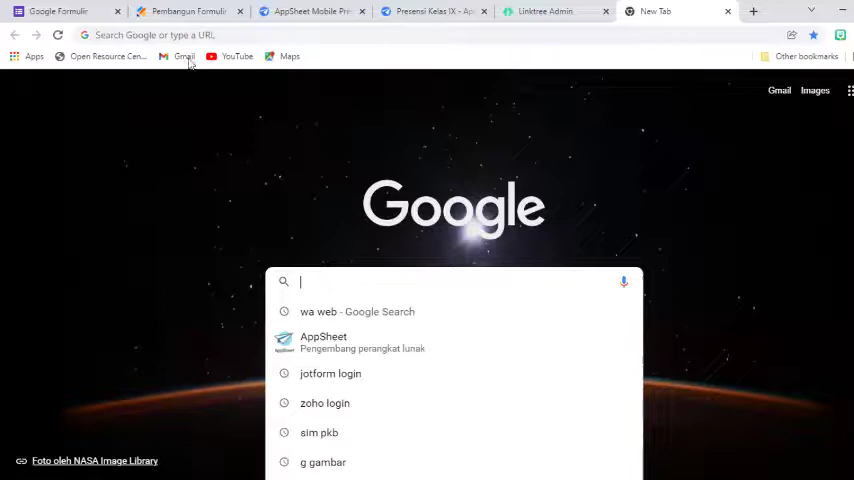 Google Formulir
Pembangun Formulir
AppSheet Mobile Pri
Presensi Kelas IX - Ap
Linktree Admin
New Tab
Search Google or type a URL
Apps
Open Resource Cen...
Gmail
YouTube
Maps
Other bookmarks
Gmail
Images
Google
wa web - Google Search
AppSheet
AppSheet
Pengembang perangkat lunak
jotform login
zoho login
sim pkb
g gambar
Foto oleh NASA Image Library